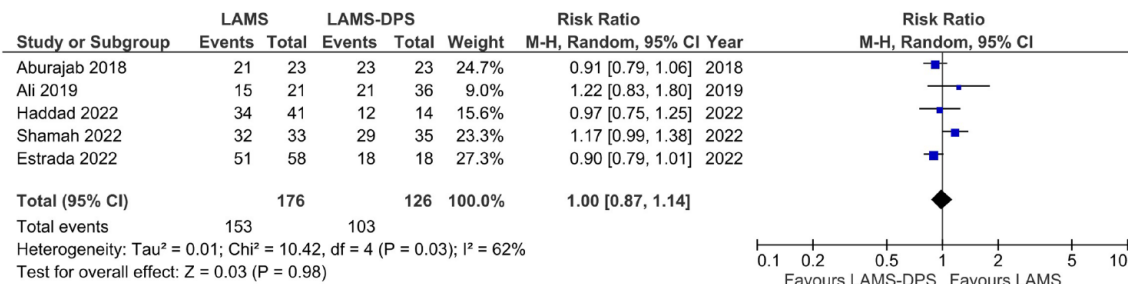 LAMS LAMS-DPS Risk Ratio Risk Ratio
Study or Subgroup Events Total Events Total Weight M-H, Random, 95% CI Year M-H, Random, 95% CI
Aburajab 2018 21 23 23 23 24.7% 0.91 [0.79, 1.06] 2018
Ali 2019 15 21 21 36 9.0% 1.22 [0.83, 1.80] 2019
Haddad 2022 34 41 12 14 15.6% 0.97 [0.75, 1.25] 2022
Shamah 2022 32 33 29 35 23.3% 1.17 [0.99, 1.38] 2022
Estrada 2022 51 58 18 18 27.3% 0.90 [0.79, 1.01] 2022
Total (95% CI) 176 126 100.0% 1.00 [0.87, 1.14]
Total events 153 103
Heterogeneity: Tau² = 0.01; Chi² = 10.42, df = 4 (P = 0.03); I² = 62%
Test for overall effect: Z = 0.03 (P = 0.98)
0.1 0.2 0.5 1 2 5 10
Favours LAMS-DPS Favours LAMS